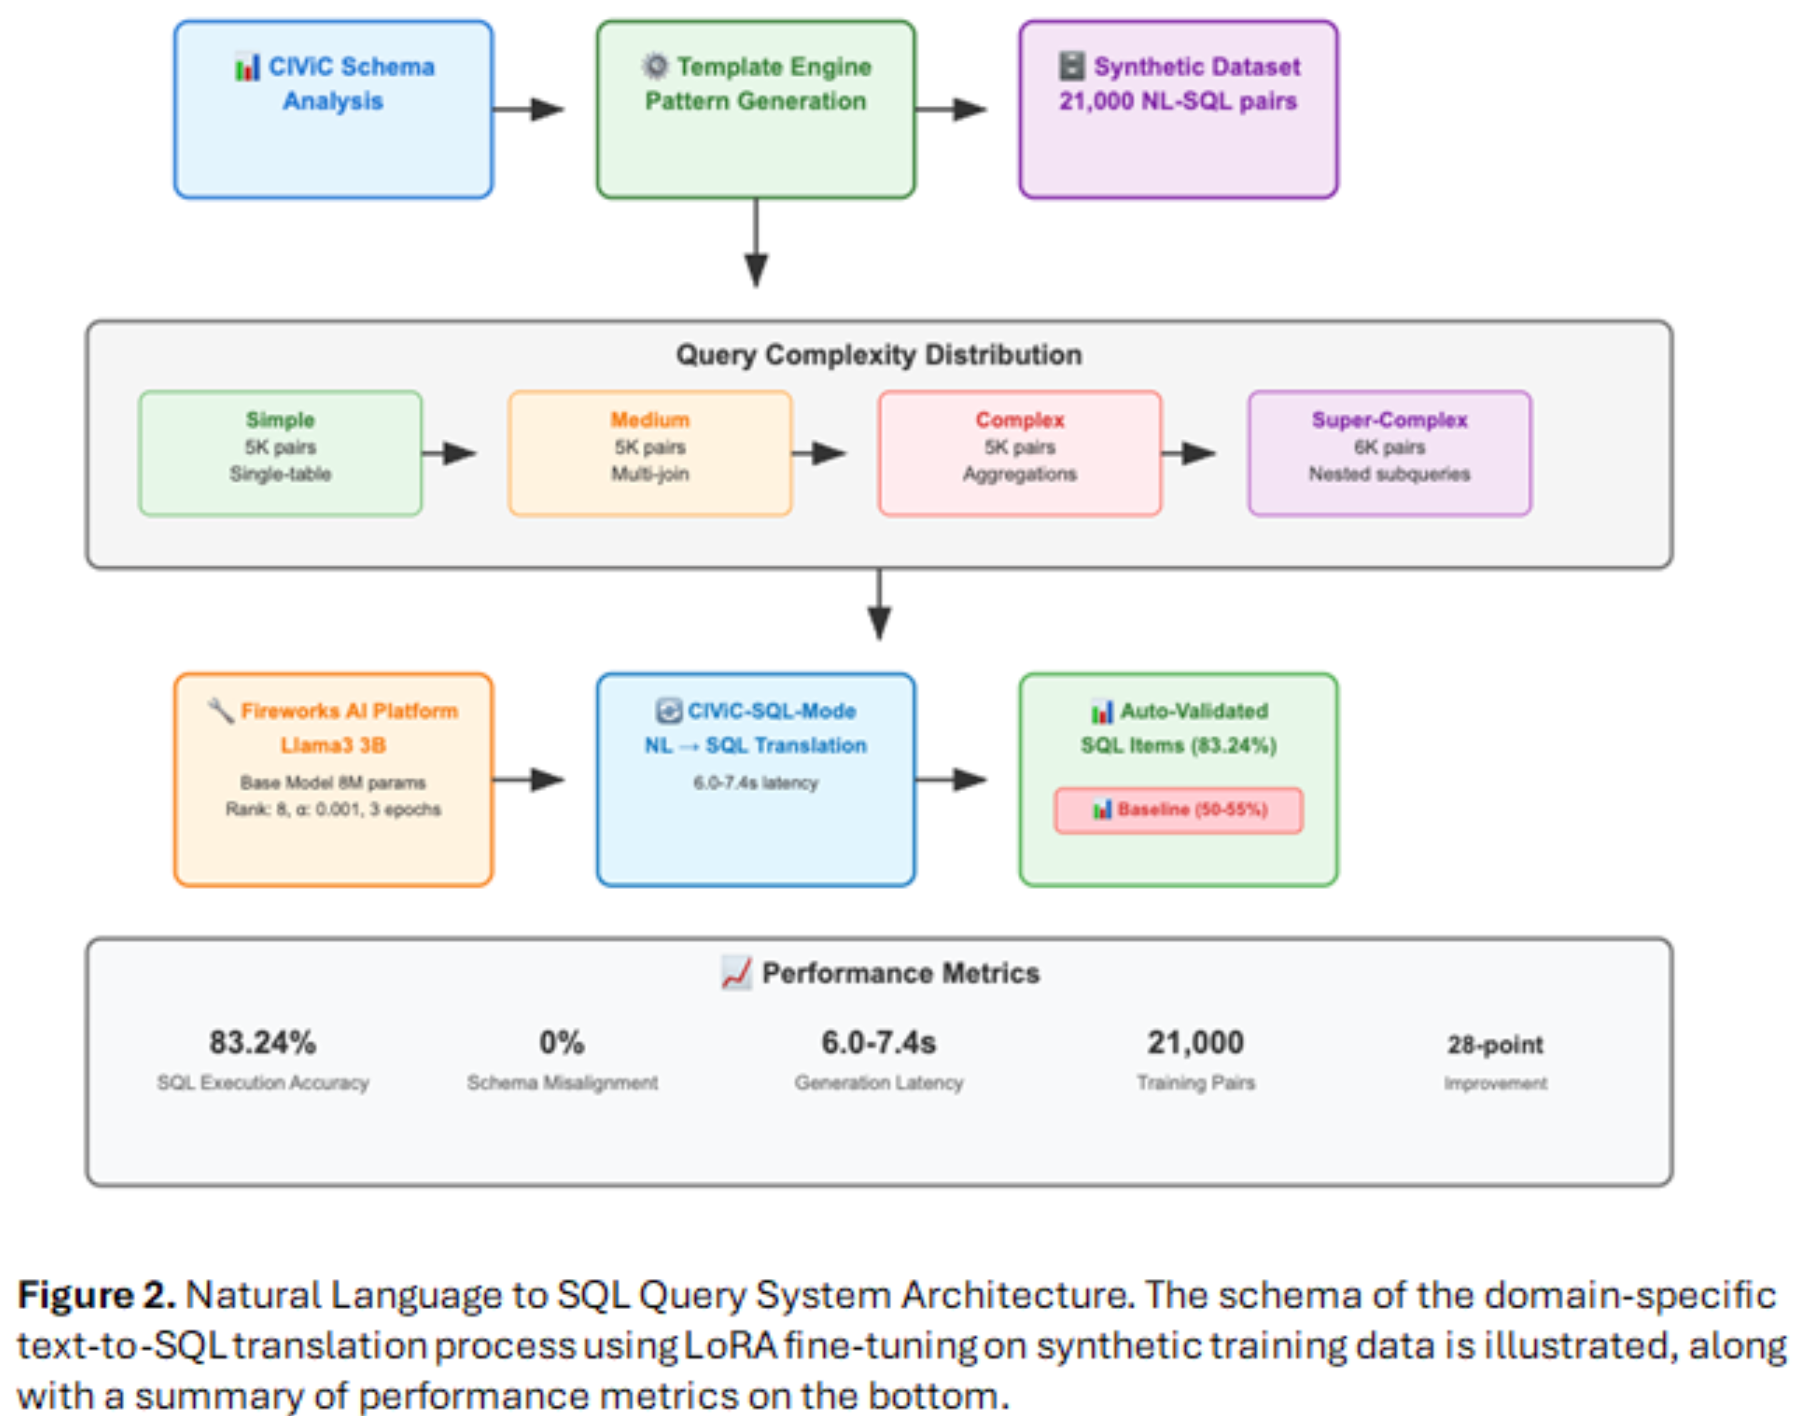 CIViC Schema
Analysis
Template Engine
Pattern Generation
Synthetic Dataset
21,000 NL-SQL pairs
Query Complexity Distribution
Simple
5K pairs
Single-table
Medium
5K pairs
Multi-join
Complex
5K pairs
Aggregations
Super-Complex
6K pairs
Nested subqueries
Fireworks AI Platform
Llama3 3B
Base Model 8M params
Rank: 8, α: 0.001, 3 epochs
CIViC-SQL-Mode
NL → SQL Translation
6.0-7.4s latency
Auto-Validated
SQL Items (83.24%)
Baseline (50-55%)
Performance Metrics
83.24%
SQL Execution Accuracy
0%
Schema Misalignment
6.0-7.4s
Generation Latency
21,000
Training Pairs
28-point
Improvement
Figure 2. Natural Language to SQL Query System Architecture. The schema of the domain-specific
text-to-SQL translation process using LoRA fine-tuning on synthetic training data is illustrated, along
with a summary of performance metrics on the bottom.